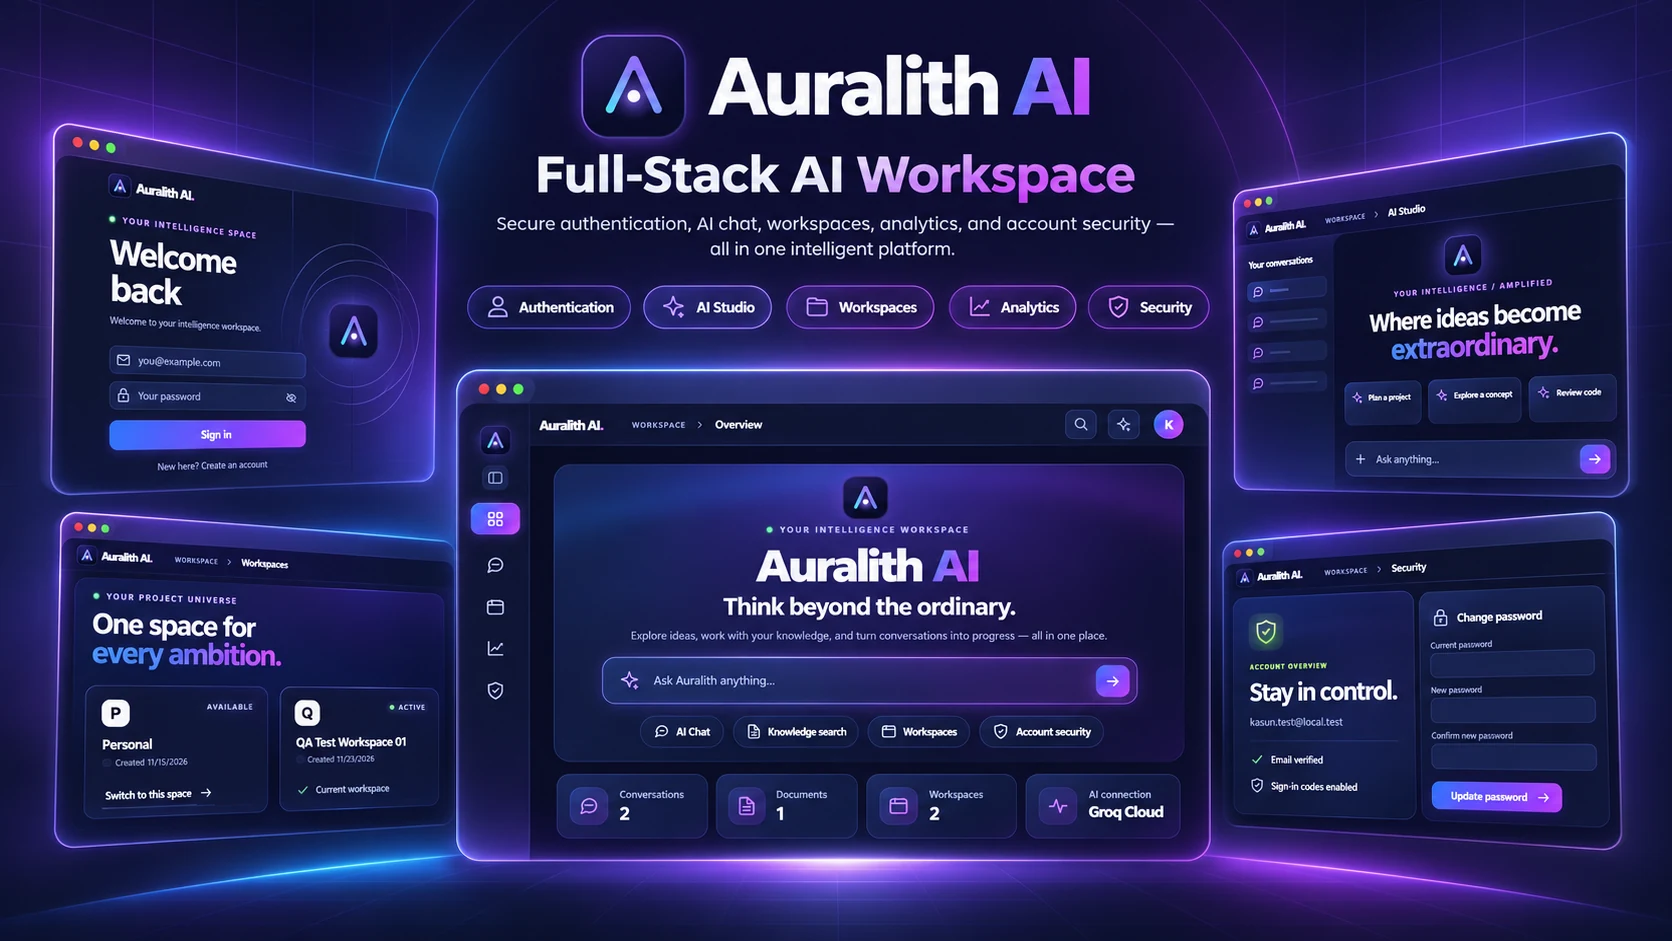 Auralith AI
Full-Stack AI Workspace
Secure authentication, AI chat, workspaces, analytics, and account security —
all in one intelligent platform.
Authentication
AI Studio
Workspaces
Analytics
Security
Auralith AI.
YOUR INTELLIGENCE SPACE
Welcome
back
Welcome to your intelligence workspace.
you@example.com
Your password
Sign in
New here? Create an account
Auralith AI.
WORKSPACE > Workspaces
YOUR PROJECT UNIVERSE
One space for
every ambition.
P
AVAILABLE
Personal
Created 11/15/2026
Switch to this space →
Q
ACTIVE
QA Test Workspace 01
Created 11/23/2026
Current workspace
Auralith AI.
WORKSPACE > Overview
K
YOUR INTELLIGENCE WORKSPACE
Auralith AI
Think beyond the ordinary.
Explore ideas, work with your knowledge, and turn conversations into progress — all in one place.
Ask Auralith anything...
AI Chat
Knowledge search
Workspaces
Account security
Conversations
2
Documents
1
Workspaces
2
AI connection
Groq Cloud
Auralith AI.
WORKSPACE > AI Studio
Your conversations
YOUR INTELLIGENCE / AMPLIFIED
Where ideas become
extraordinary.
Plan a project
Explore a concept
Review code
Ask anything...
Auralith AI.
WORKSPACE > Security
ACCOUNT OVERVIEW
Stay in control.
kasun.test@local.test
Email verified
Sign-in codes enabled
Change password
Current password
New password
Confirm new password
Update password →